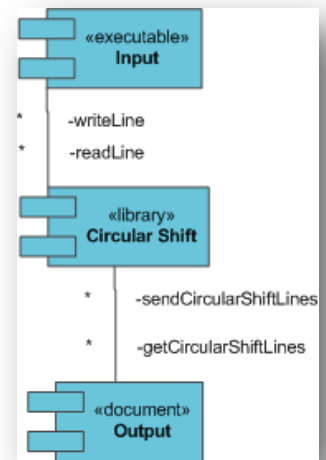 «executable»
Input
* -writeLine
* -readLine
«library»
Circular Shift
* -sendCircularShiftLines
* -getCircularShiftLines
«document»
Output